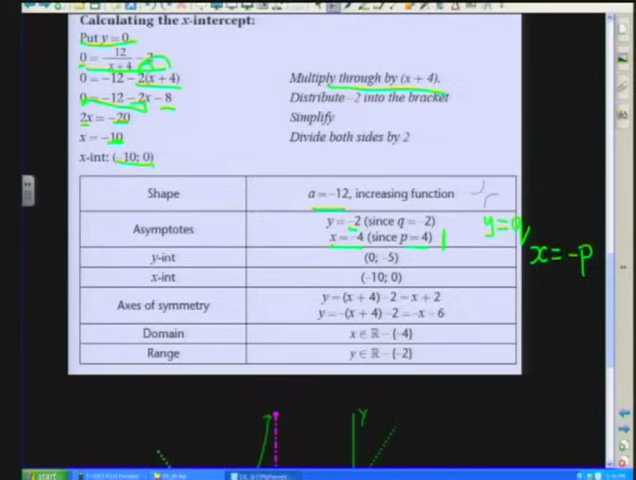 Calculating the x-intercept:
Put y = 0
0 = -12/x+4 - 2
0 = -12 - 2(x + 4) Multiply through by (x + 4).
0 = -12 - 2x - 8 Distribute -2 into the bracket
2x = -20 Simplify
x = -10 Divide both sides by 2
x-int: (-10; 0)
Shape a = -12, increasing function
Asymptotes y = -2 (since q = -2)
x = -4 (since p = 4)
y = q,
x = -p
y-int (0; -5)
x-int (-10; 0)
Axes of symmetry y = (x + 4) - 2 = x + 2
y = -(x + 4) - 2 = -x - 6
Domain x ∈ ℝ - {-4}
Range y ∈ ℝ - {-2}
y
start